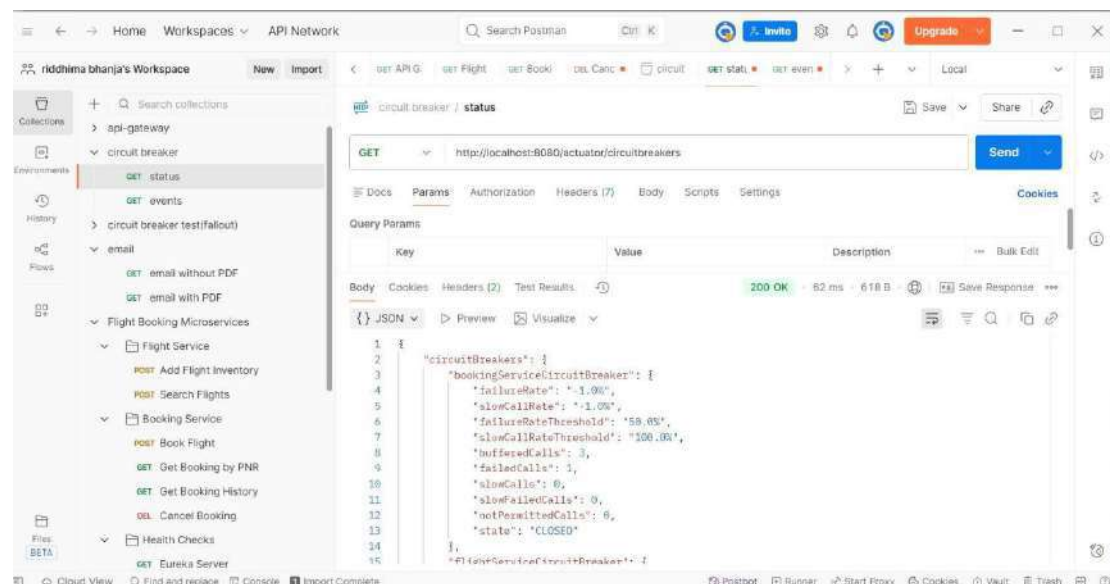 Home Workspaces API Network Search Postman Ctrl K Invite Upgrade
riddhima bhanja's Workspace New Import
GET API G GET Flight GET Booki DEL Canc circuit GET stat GET even Local
Collections
Environments
History
Flows
Files
BETA
Search collections
api-gateway
circuit breaker
GET status
GET events
circuit breaker test(fallout)
email
GET email without PDF
GET email with PDF
Flight Booking Microservices
Flight Service
POST Add Flight Inventory
POST Search Flights
Booking Service
POST Book Flight
GET Get Booking by PNR
GET Get Booking History
DEL Cancel Booking
Health Checks
GET Eureka Server
HTTP circuit breaker / status Save Share
GET http://localhost:8080/actuator/circuitbreakers Send
Docs Params Authorization Headers (7) Body Scripts Settings Cookies
Query Params
Key Value Description Bulk Edit
Body Cookies Headers (2) Test Results 200 OK 62 ms 618 B Save Response
{} JSON Preview Visualize
1 {
2 "circuitBreakers": {
3 "bookingServiceCircuitBreaker": {
4 "failureRate": "-1.0%",
5 "slowCallRate": "-1.0%",
6 "failureRateThreshold": "50.0%",
7 "slowCallRateThreshold": "100.0%",
8 "bufferedCalls": 3,
9 "failedCalls": 1,
10 "slowCalls": 0,
11 "slowFailedCalls": 0,
12 "notPermittedCalls": 0,
13 "state": "CLOSED"
14 },
15 "flightServiceCircuitBreaker": {
Cloud View Find and replace Console Import Complete Postbot Runner Start Proxy Cookies Vault Trash